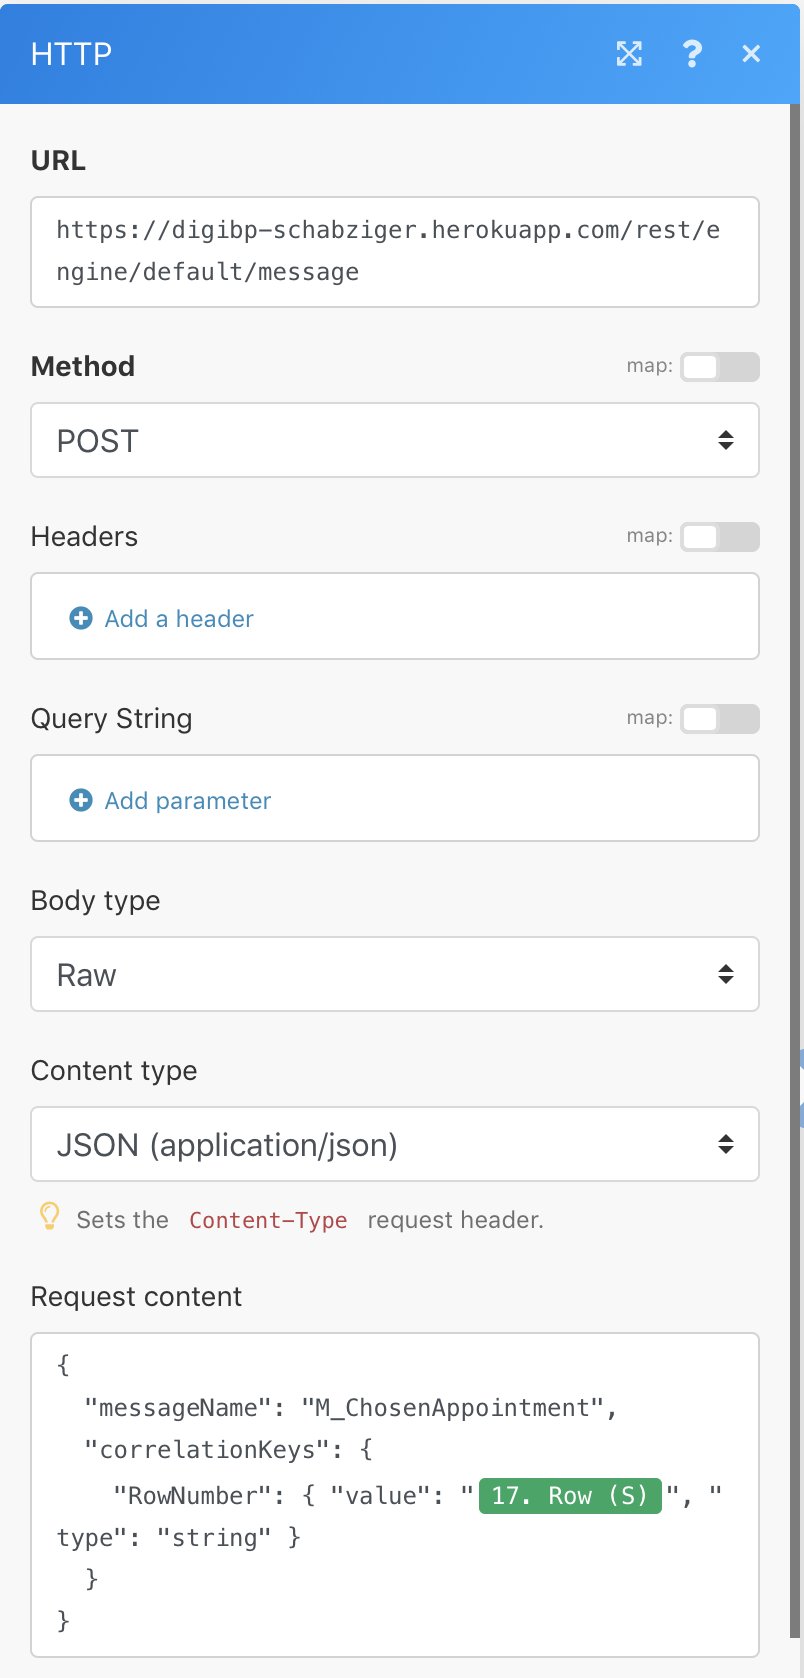 HTTP
URL
https://digibp-schabziger.herokuapp.com/rest/e
ngine/default/message
Method map:
POST
Headers map:
Add a header
Query String map:
Add parameter
Body type
Raw
Content type
JSON (application/json)
Sets the Content-Type request header.
Request content
{
"messageName": "M_ChosenAppointment",
"correlationKeys": {
"RowNumber": { "value": "17. Row (S)", "
type": "string" }
}
}